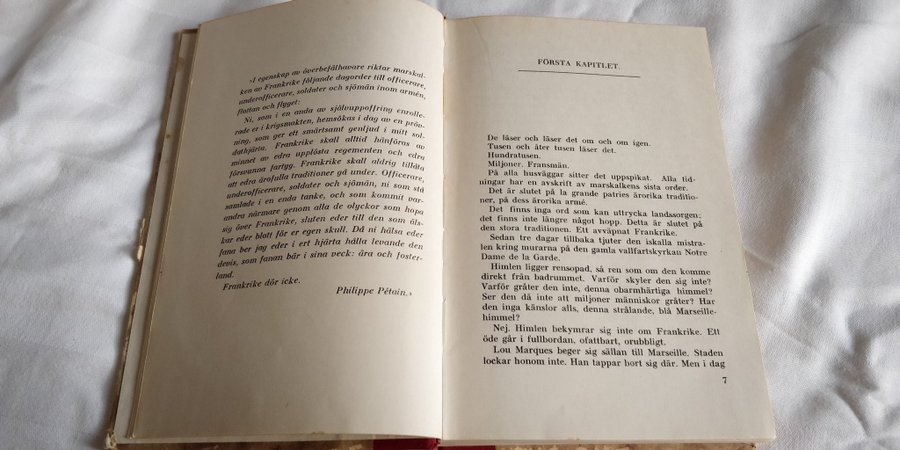 »I egenskap av överbefälhavare riktar marskal-
ken av Frankrike följande dagorder till officerare,
underofficerare, soldater och sjömän inom armén,
flottan och flyget:
Ni, som i en anda av självuppoffring enrolle-
rade er i krigsmakten, hemsökas i dag av en pröv-
ning, som ger ett smärtsamt genljud i mitt sol-
dathjärta. Frankrike skall alltid hänföras av
minnet av edra upplösta regementen och edra
försvunna fartyg. Frankrike skall aldrig tillåta
att edra ärofulla traditioner gå under. Officerare,
underofficerare, soldater och sjömän, ni som stå
samlade i en enda tanke, och som kommit var-
andra närmare genom alla de olyckor som hopa
sig över Frankrike, sluten eder till den som äls-
kar eder blott för er egen skull. Då ni hälsa eder
fana ber jag eder i ert hjärta hålla levande den
devis, som fanan bär i sina veck: ära och foster-
land.
Frankrike dör icke.
Philippe Pétain.»
FÖRSTA KAPITLET.
De läser och läser det om och om igen.
Tusen och åter tusen läser det.
Hundratusen.
Miljoner. Fransmän.
På alla husväggar sitter det uppspikat. Alla tid-
ningar har en avskrift av marskalkens sista order.
Det är slutet på la grande patries ärorika traditio-
ner, på dess ärorika armé.
Det finns inga ord som kan uttrycka landssorgen:
det finns inte längre något hopp. Detta är slutet på
den stora traditionen. Ett avväpnat Frankrike.
Sedan tre dagar tillbaka tjuter den iskalla mistra-
len kring murarna på den gamla vallfartskyrkan Notre
Dame de la Garde.
Himlen ligger rensopad, så ren som om den komme
direkt från badrummet. Varför skyler den sig inte?
Varför gråter den inte, denna obarmhärtiga himmel?
Ser den då inte att miljoner människor gråter? Har
den inga känslor alls, denna strålande, blå Marseille-
himmel?
Nej. Himlen bekymrar sig inte om Frankrike. Ett
öde går i fullbordan, ofattbart, orubbligt.
Lou Marques beger sig sällan till Marseille. Staden
lockar honom inte. Han tappar bort sig där. Men i dag
7